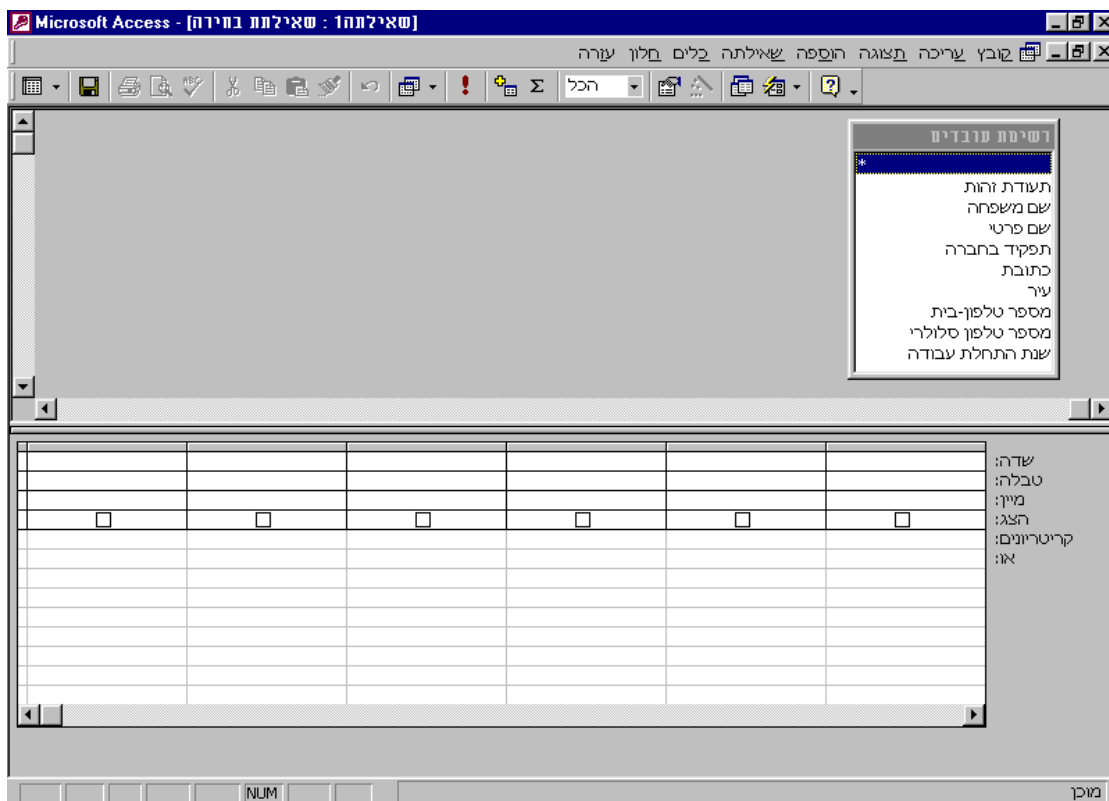 Microsoft Access - [שאילתה1 : שאילתת בחירה]
קובץ עריכה תצוגה הוספה שאילתה כלים חלון עזרה
הכל
רשימת עובדים
*
תעודת זהות
שם משפחה
שם פרטי
תפקיד בחברה
כתובת
עיר
מספר טלפון-בית
מספר טלפון סלולרי
שנת התחלת עבודה
שדה:
טבלה:
מיין:
הצג:
קריטריונים:
או:
מוכן
NUM